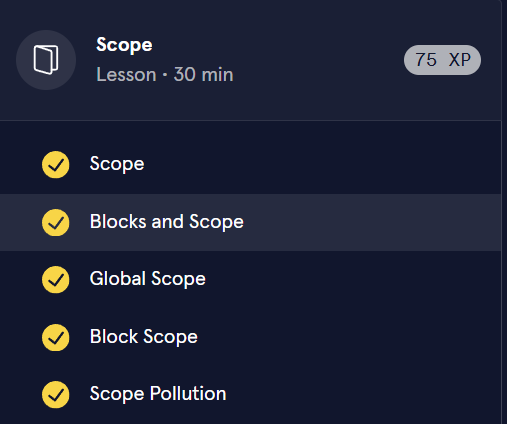 Scope
Lesson · 30 min
75 XP
Scope
Blocks and Scope
Global Scope
Block Scope
Scope Pollution